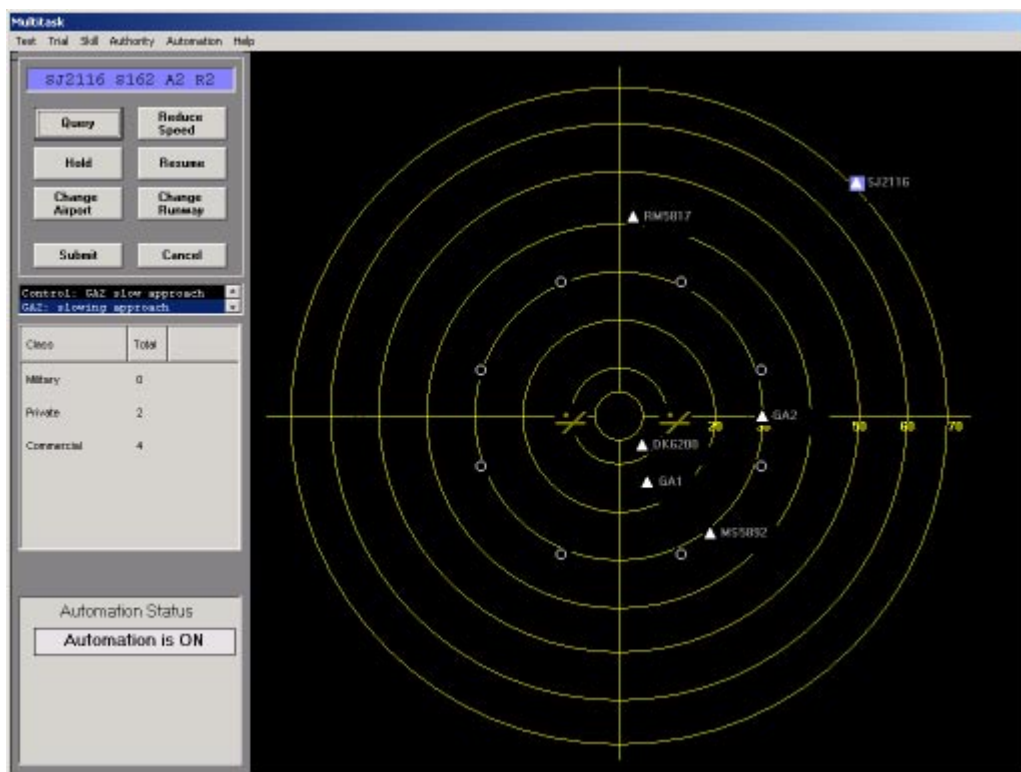 Multitask
Test Trial Skill Authority Automation Help
SJ2116 S162 A2 R2
Query
Reduce Speed
Hold
Resume
Change Airport
Change Runway
Submit
Cancel
Control: GA2 slow approach
GA2: slowing approach
Class Total
Military 0
Private 2
Commercial 4
Automation Status
Automation is ON
SJ2116
RM5817
GA2
20 30 50 60 70
GA1
MS5892